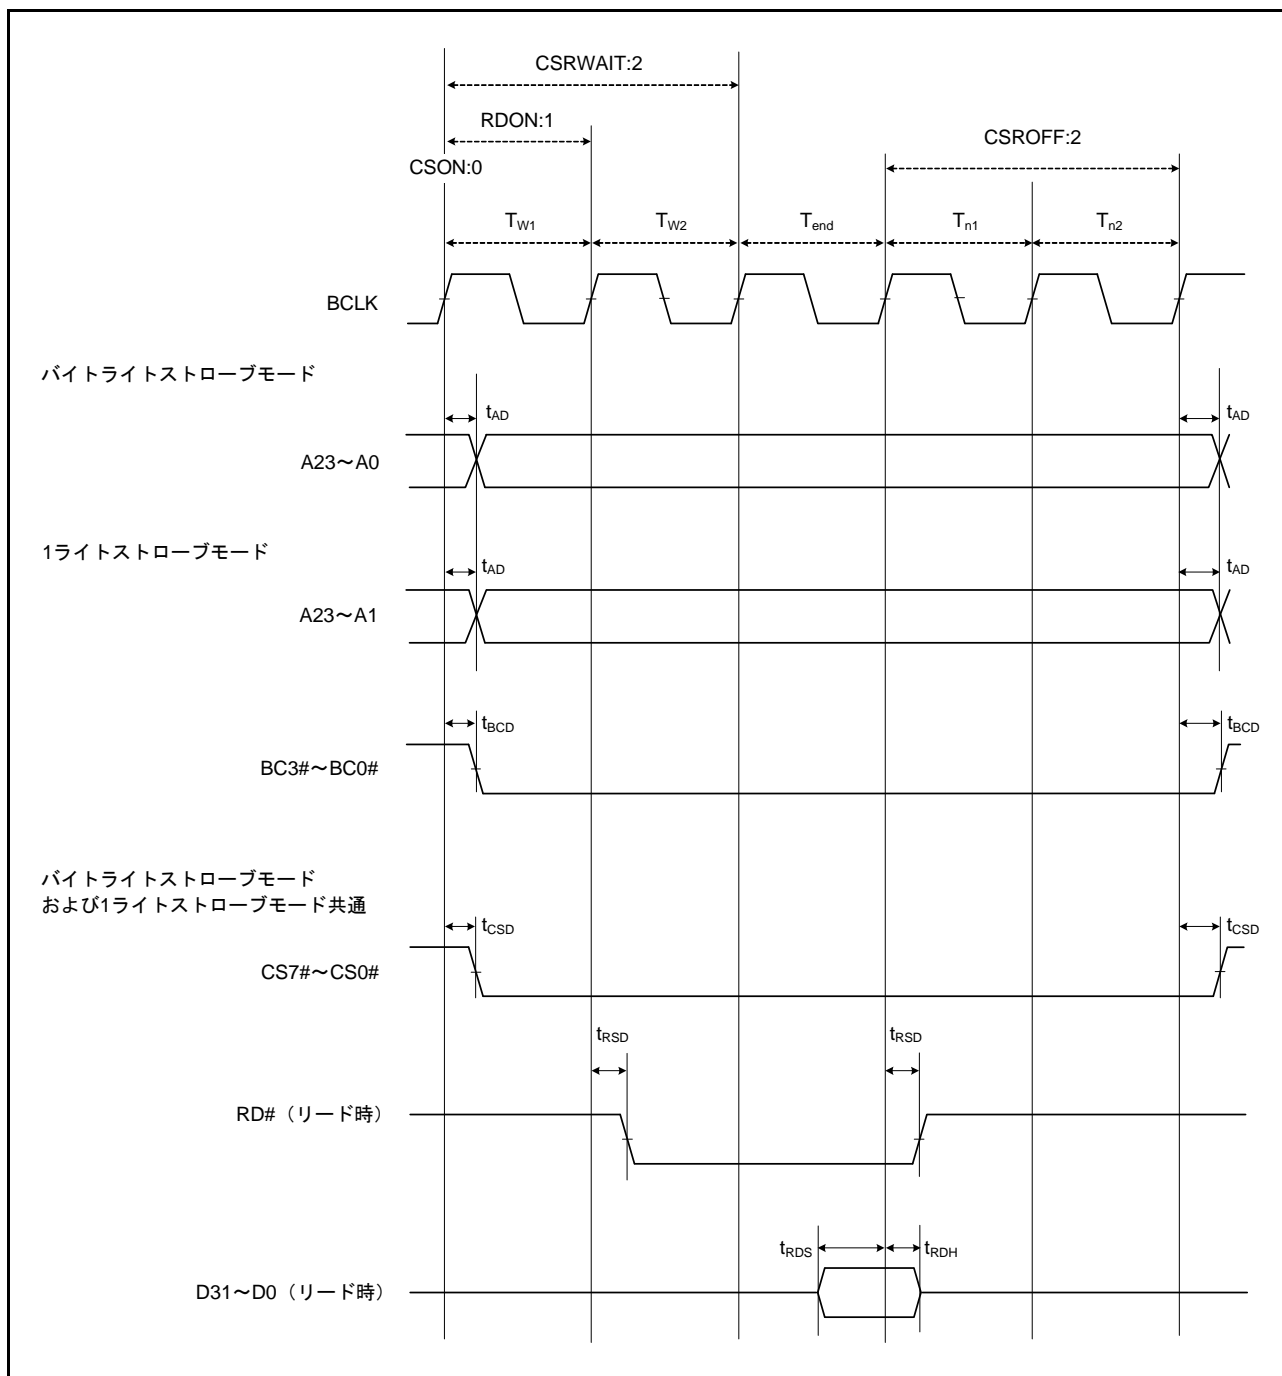 CSRWAIT:2
RDON:1
CSROFF:2
CSON:0
TW1 TW2 Tend Tn1 Tn2
BCLK
バイトライトストローブモード
tAD tAD
A23～A0
1ライトストローブモード
tAD tAD
A23～A1
tBCD tBCD
BC3#～BC0#
バイトライトストローブモード
および1ライトストローブモード共通
tCSD tCSD
CS7#～CS0#
tRSD tRSD
RD#（リード時）
tRDS tRDH
D31～D0（リード時）